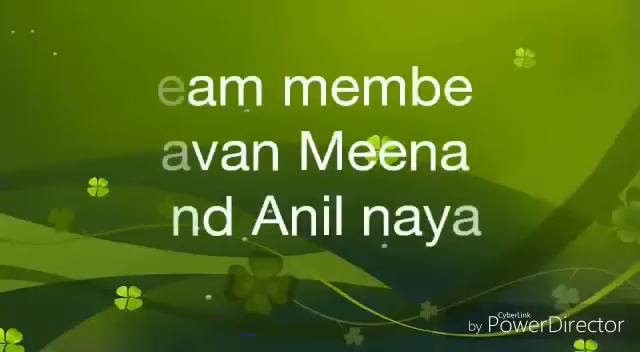 eam membe
avan Meena
nd Anil naya
CyberLink
by PowerDirector